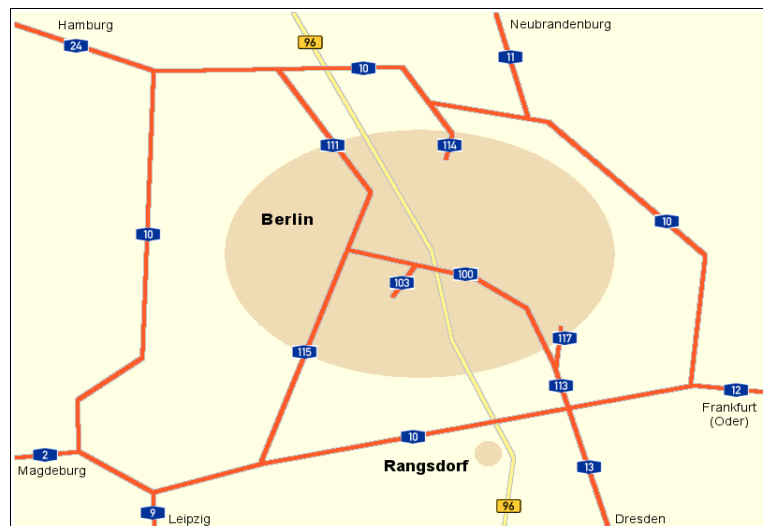 Hamburg
Neubrandenburg
96
24
11
10
111
114
Berlin
10
10
100
103
115
117
113
12
Frankfurt
(Oder)
10
2
Magdeburg
Rangsdorf
13
9
Leipzig
96
Dresden